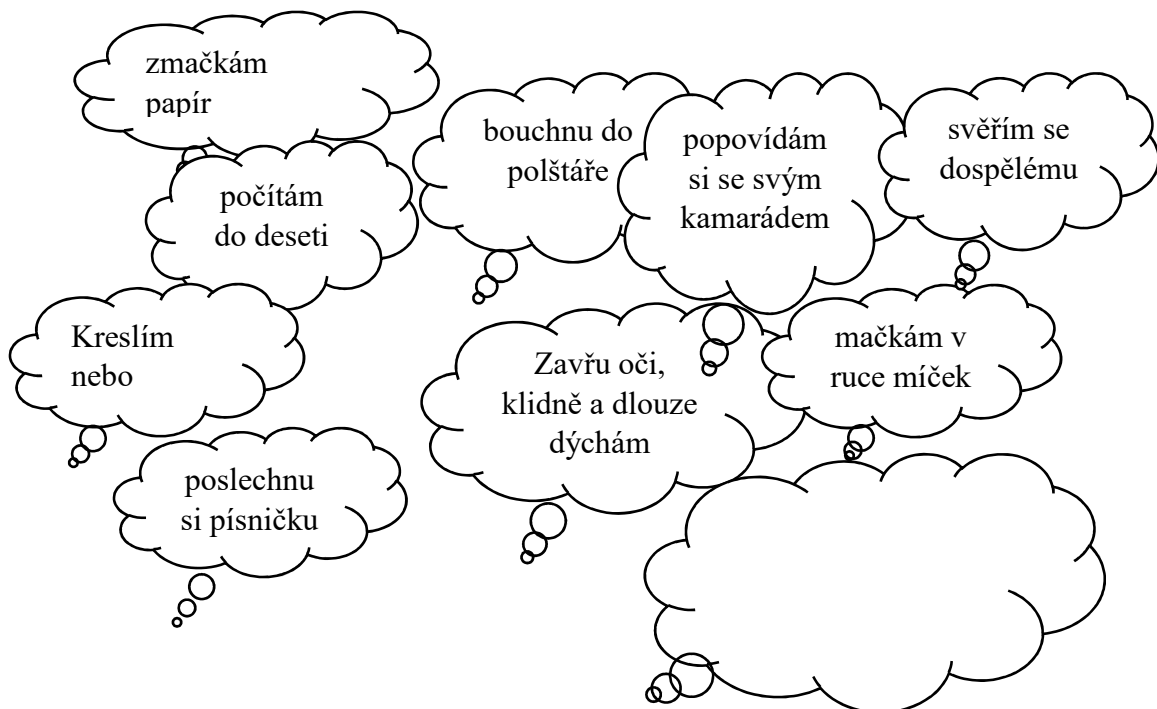 zmačkám
papír
počítám
do deseti
Kreslím
nebo
poslechnu
si písničku
bouchnu do
polštáře
popovídám
si se svým
kamarádem
svěřím se
dospělému
Zavřu oči,
klidně a dlouze
dýchám
mačkám v
ruce míček